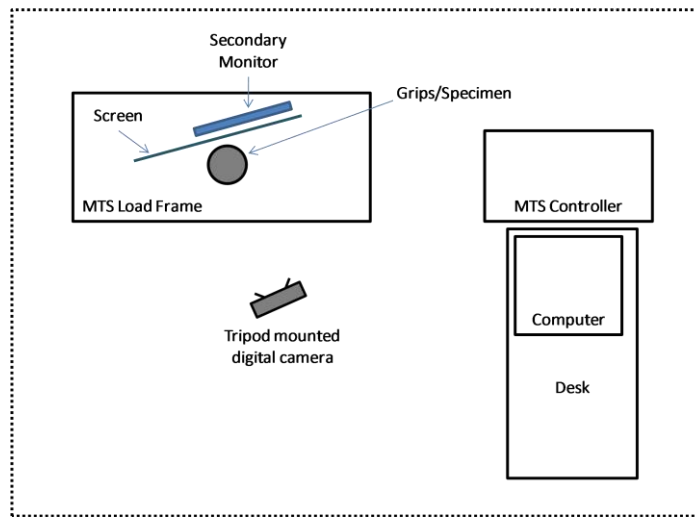 Secondary
Monitor
Grips/Specimen
Screen
MTS Load Frame
MTS Controller
Computer
Tripod mounted
digital camera
Desk